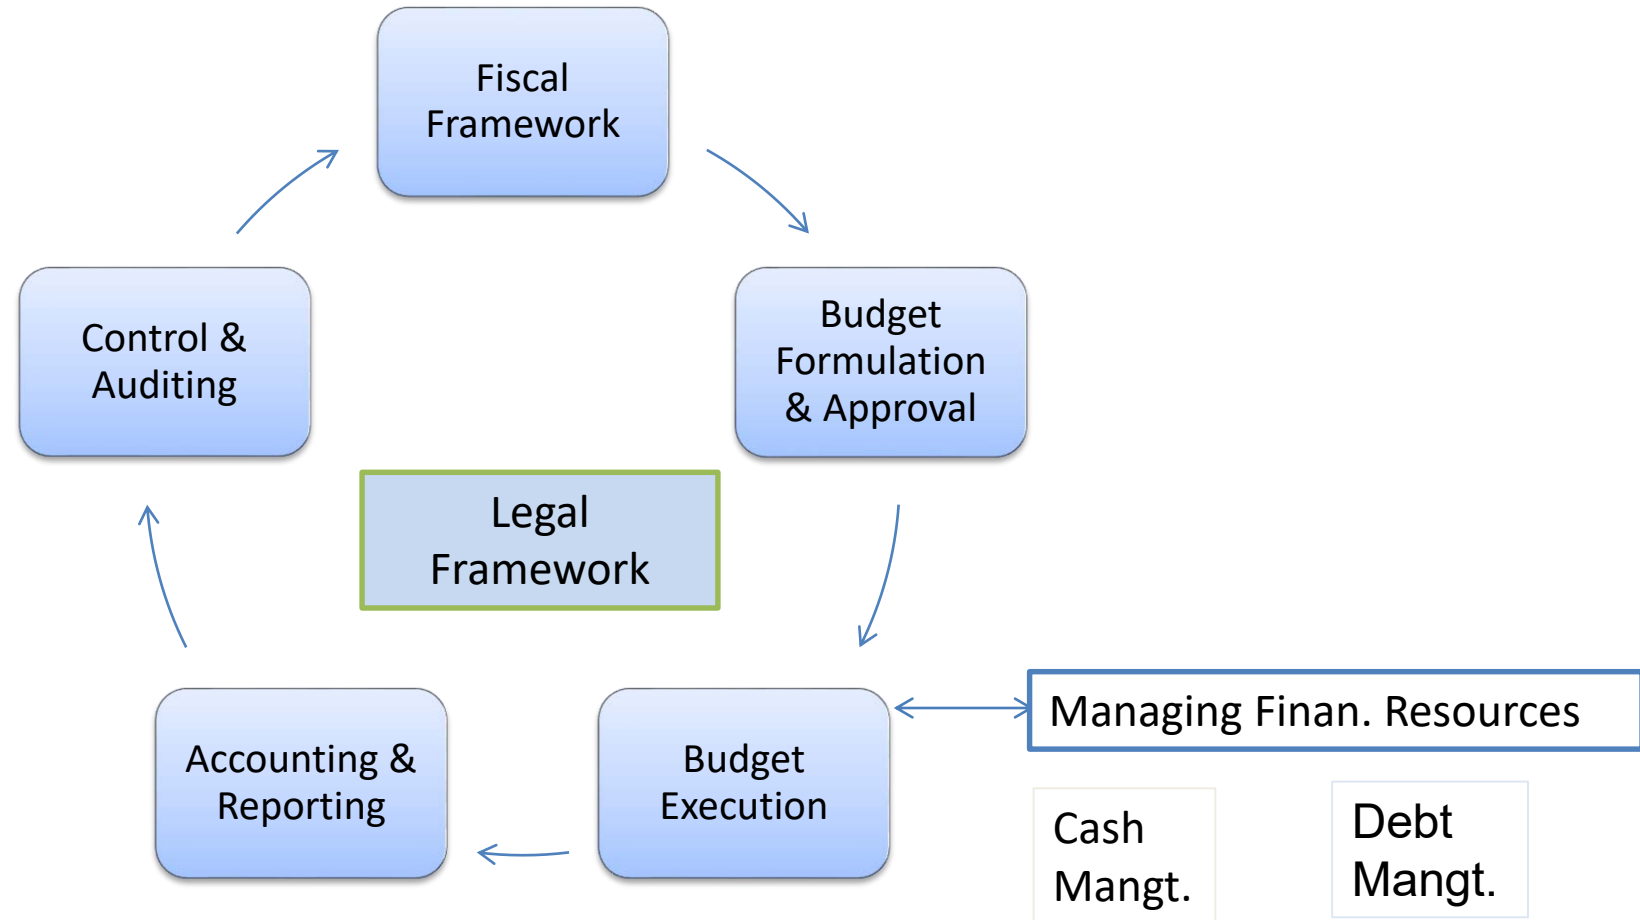 Fiscal
Framework
Control &
Auditing
Budget
Formulation
& Approval
Legal
Framework
Accounting &
Reporting
Budget
Execution
Managing Finan. Resources
Cash
Mangt.
Debt
Mangt.